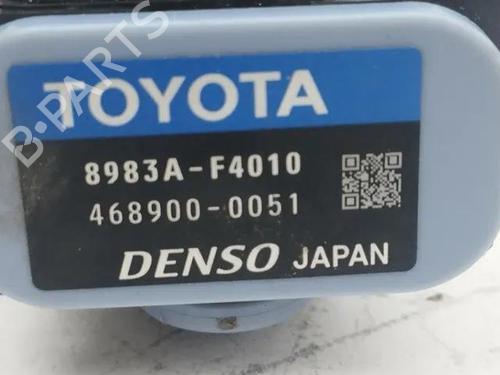 B-PARTS
TOYOTA
8983A-F4010
468900-0051
DENSO JAPAN